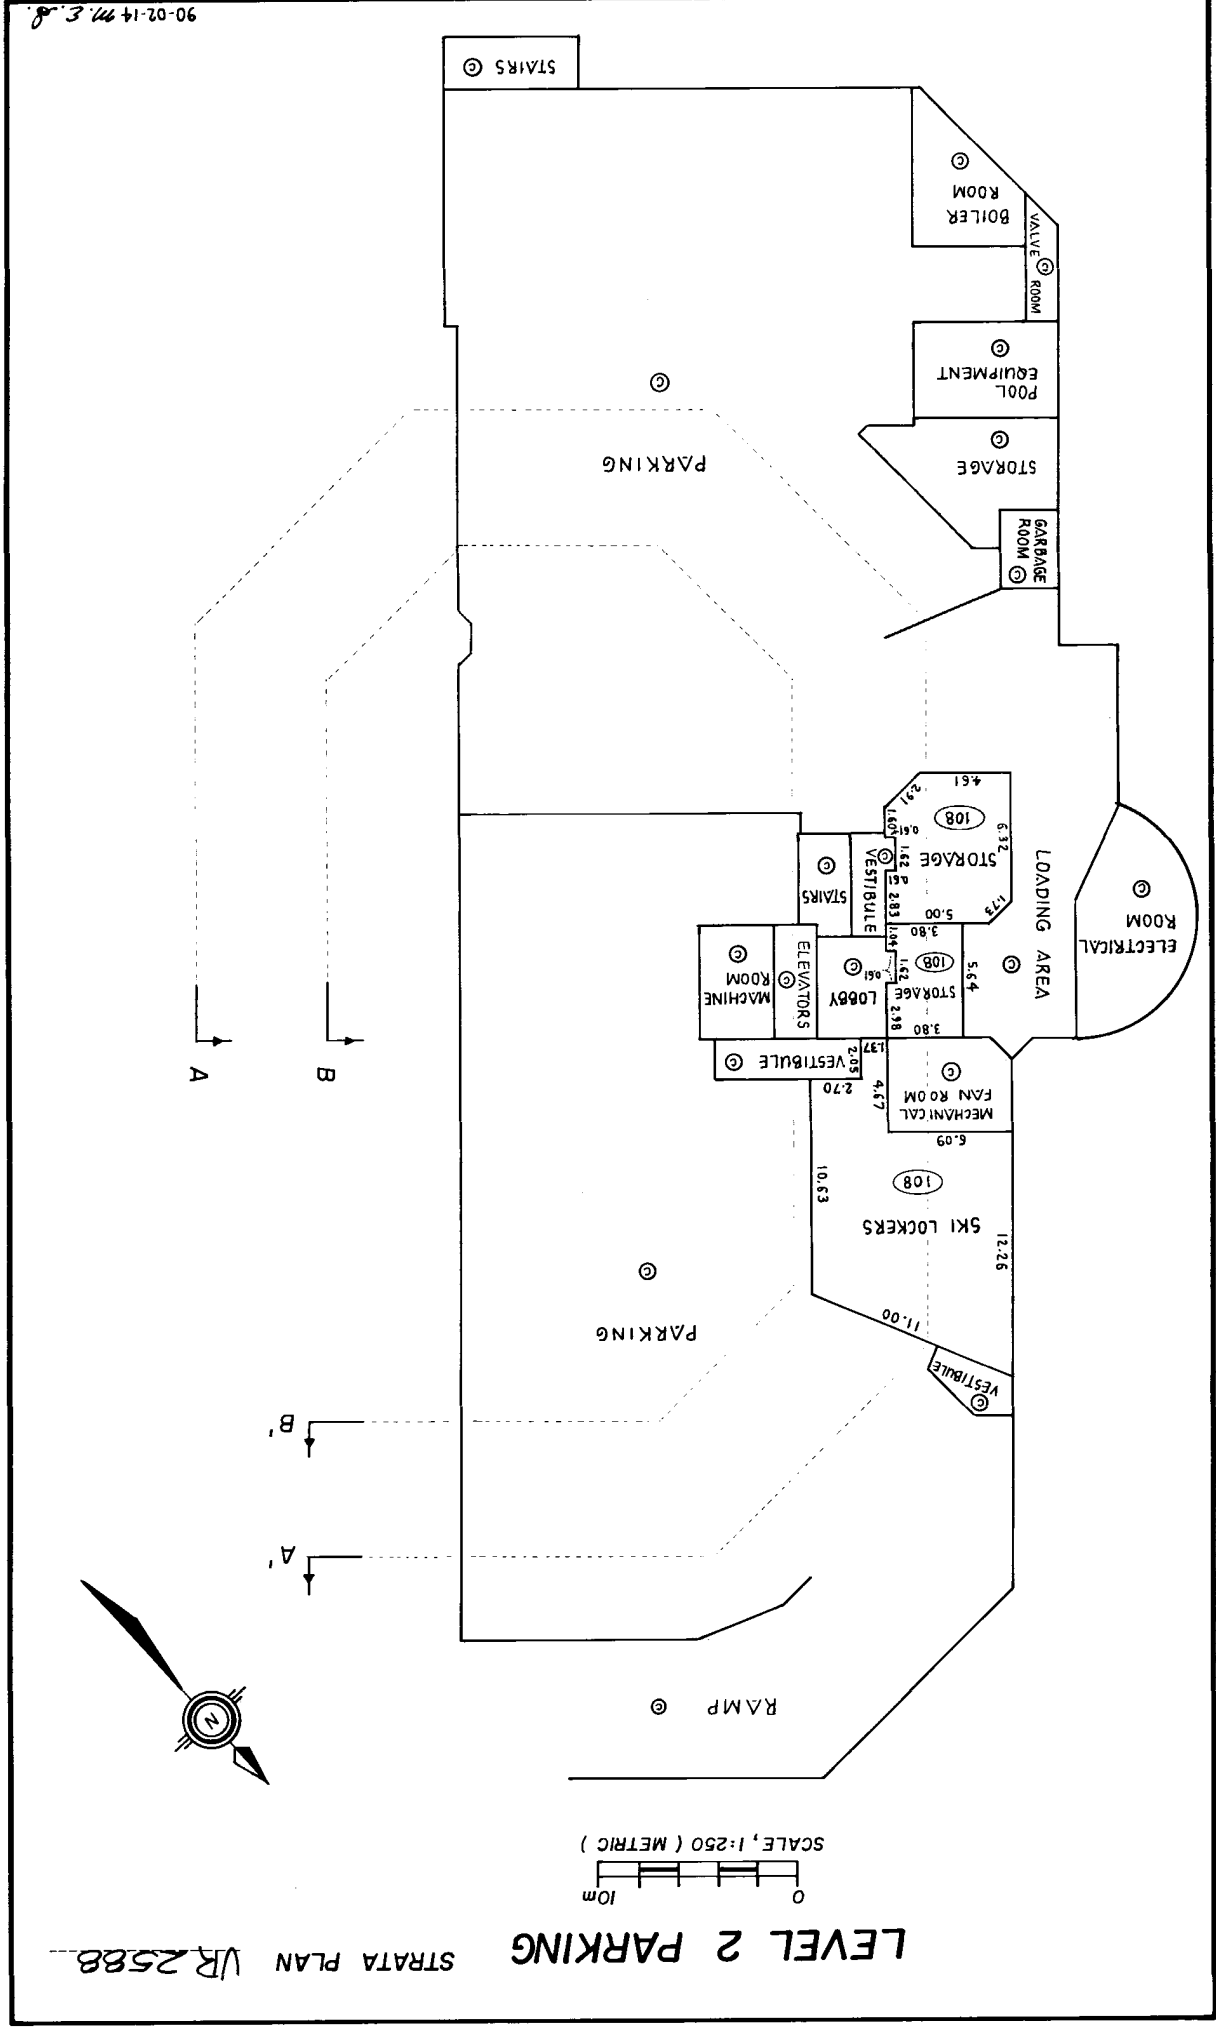 LEVEL 2 PARKING
STRATA PLAN VR 2588
0 10m
SCALE, 1:250 ( METRIC )
RAMP C
N
A'
B'
PARKING
C
VESTIBULE
C
11.00
12.26
SKI LOCKERS
108
10.63
6.09
MECHANICAL
FAN ROOM
C
4.67
2.70
VESTIBULE C
2.05
1.37
A
B
3.80
STORAGE
108
2.98
1.62
0.61
1.04
5.64
3.80
LOBBY
C
ELEVATORS
C
MACHINE
ROOM
C
LOADING AREA
C
ELECTRICAL
ROOM
C
5.00
1.73
STORAGE
108
6.32
4.61
2.91
1.60
0.61
1.62
0.61
2.83
VESTIBULE
C
STAIRS
C
GARBAGE
ROOM C
STORAGE
C
PARKING
C
POOL
EQUIPMENT
C
VALVE ROOM
C
BOILER
ROOM
C
STAIRS C
90-02-14